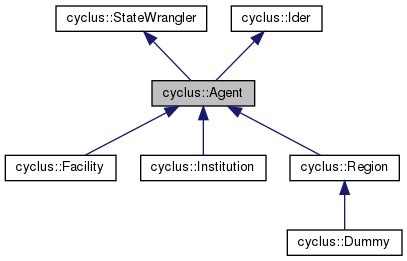 cyclus::StateWrangler
cyclus::Ider
cyclus::Agent
cyclus::Facility
cyclus::Institution
cyclus::Region
cyclus::Dummy